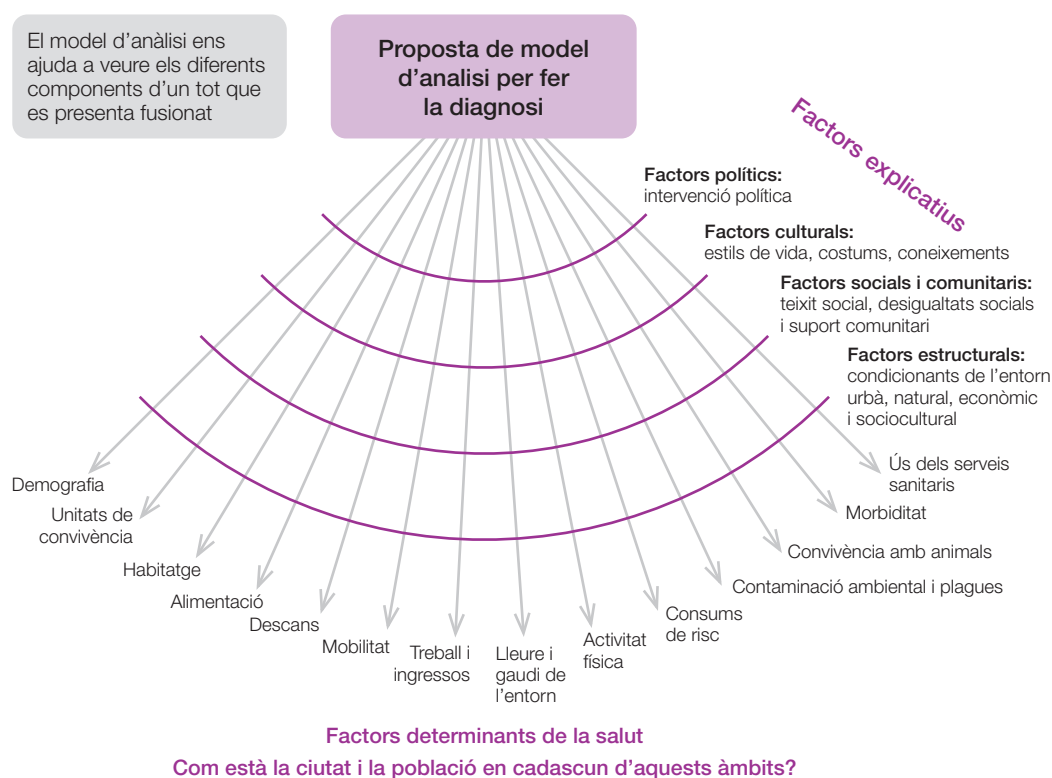 El model d’anàlisi ens
ajuda a veure els diferents
components d’un tot que
es presenta fusionat
Proposta de model
d’analisi per fer
la diagnosi
Factors explicatius
Factors polítics:
intervenció política
Factors culturals:
estils de vida, costums, coneixements
Factors socials i comunitaris:
teixit social, desigualtats socials
i suport comunitari
Factors estructurals:
condicionants de l’entorn
urbà, natural, econòmic
i sociocultural
Demografia
Unitats de
convivència
Habitatge
Alimentació
Descans
Mobilitat
Treball i
ingressos
Lleure i
gaudi de
l’entorn
Activitat
física
Consums
de risc
Contaminació ambiental i plagues
Convivència amb animals
Morbiditat
Ús dels serveis
sanitaris
Factors determinants de la salut
Com està la ciutat i la població en cadascun d’aquests àmbits?